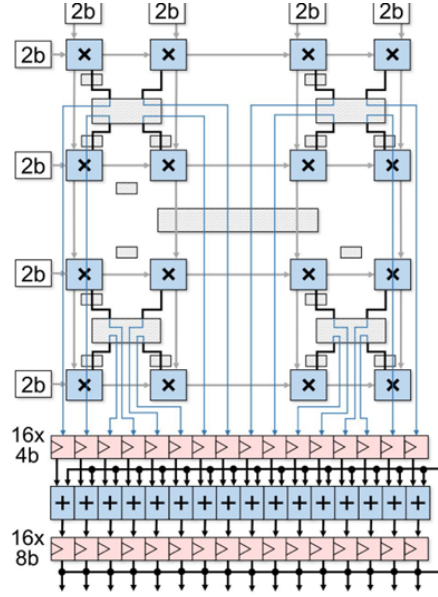 2b 2b 2b 2b
2b × × × ×
2b × × × ×
2b × × × ×
2b × × × ×
16x
4b
+ + + + + + + + + + + + + + + +
16x
8b